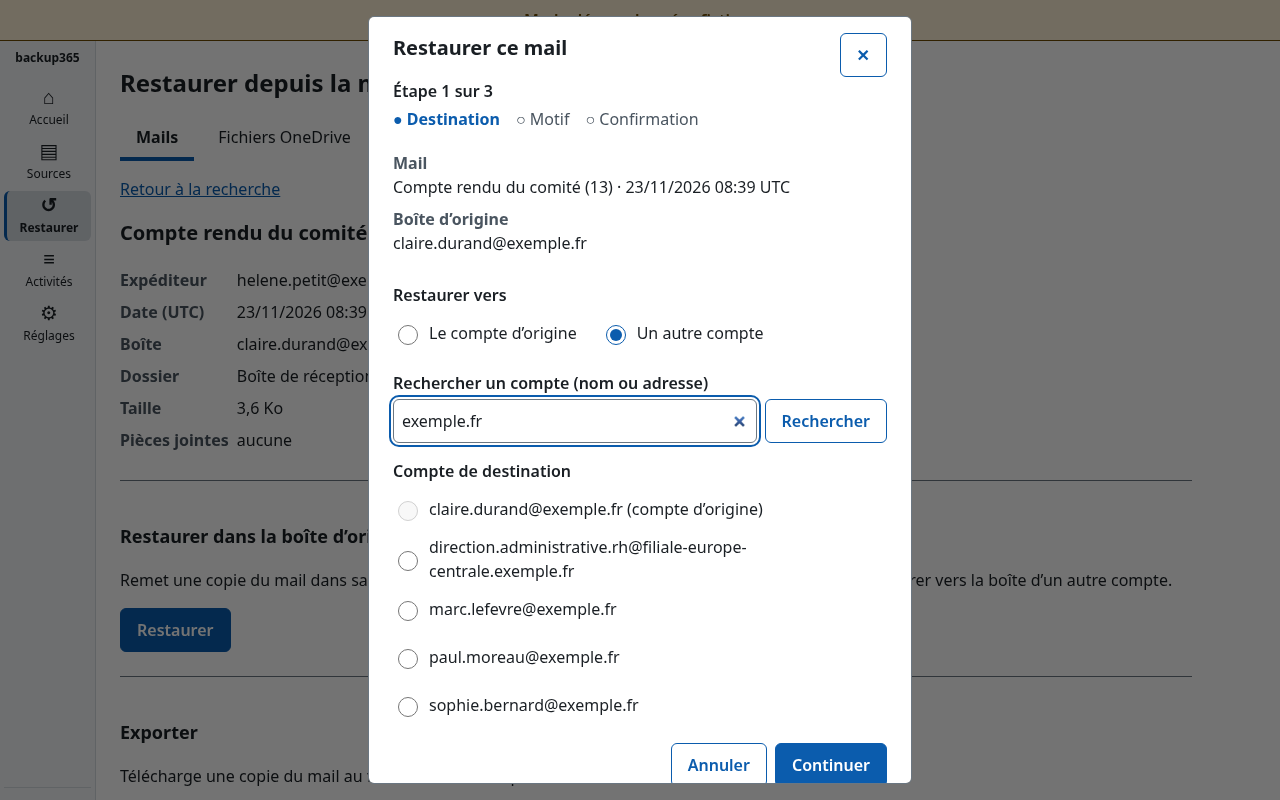 backup365
Accueil
Sources
Restaurer
Activités
Réglages
Restaurer depuis la
Mails
Fichiers OneDrive
Retour à la recherche
Compte rendu du comité
Expéditeur helene.petit@exe
Date (UTC) 23/11/2026 08:39
Boîte claire.durand@ex
Dossier Boîte de réception
Taille 3,6 Ko
Pièces jointes aucune
Restaurer dans la boîte d’ori
Remet une copie du mail dans sa
rer vers la boîte d’un autre compte.
Restaurer
Exporter
Télécharge une copie du mail au
Restaurer ce mail
×
Étape 1 sur 3
● Destination ○ Motif ○ Confirmation
Mail
Compte rendu du comité (13) · 23/11/2026 08:39 UTC
Boîte d’origine
claire.durand@exemple.fr
Restaurer vers
Le compte d’origine
Un autre compte
Rechercher un compte (nom ou adresse)
exemple.fr
Rechercher
Compte de destination
claire.durand@exemple.fr (compte d’origine)
direction.administrative.rh@filiale-europe-
centrale.exemple.fr
marc.lefevre@exemple.fr
paul.moreau@exemple.fr
sophie.bernard@exemple.fr
Annuler
Continuer